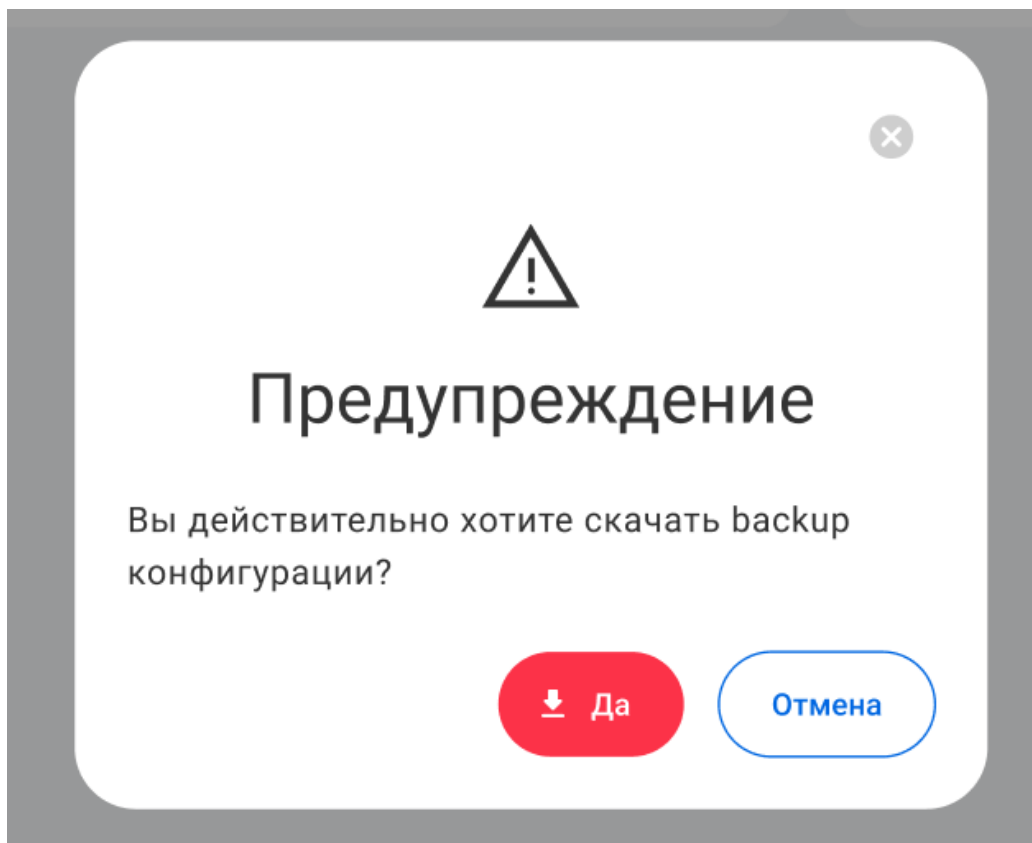 Предупреждение
Вы действительно хотите скачать backup
конфигурации?
Да
Отмена